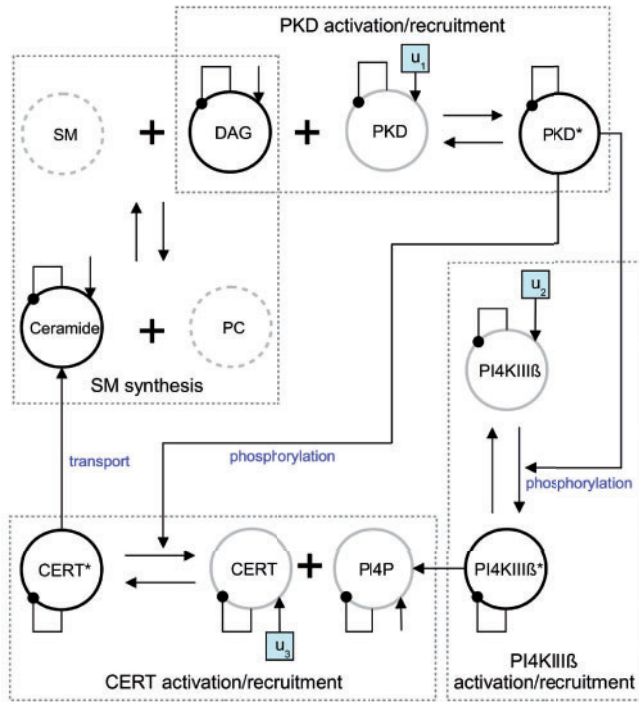 PKD activation/recruitment
u1
SM + DAG + PKD PKD*
u2
Ceramide + PC
PI4KIIIß
SM synthesis
transport
phosphorylation
phosphorylation
CERT* CERT + PI4P PI4KIIIß*
u3
CERT activation/recruitment
PI4KIIIß
activation/recruitment